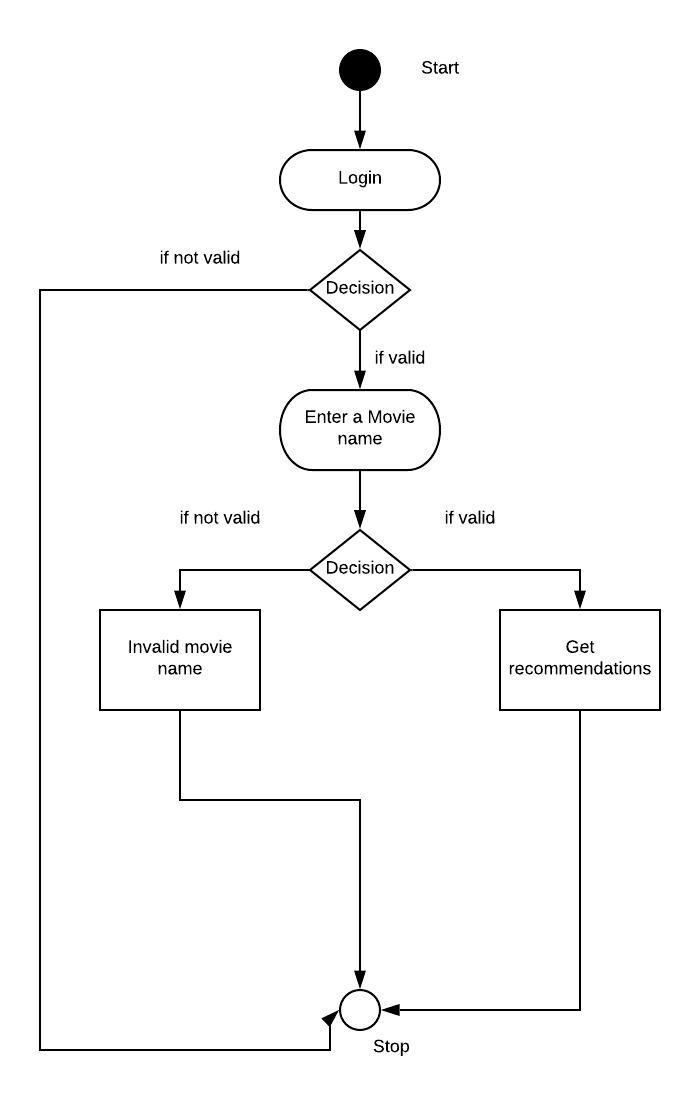 Start
Login
if not valid
Decision
if valid
Enter a Movie
name
if not valid
if valid
Decision
Invalid movie
name
Get
recommendations
Stop